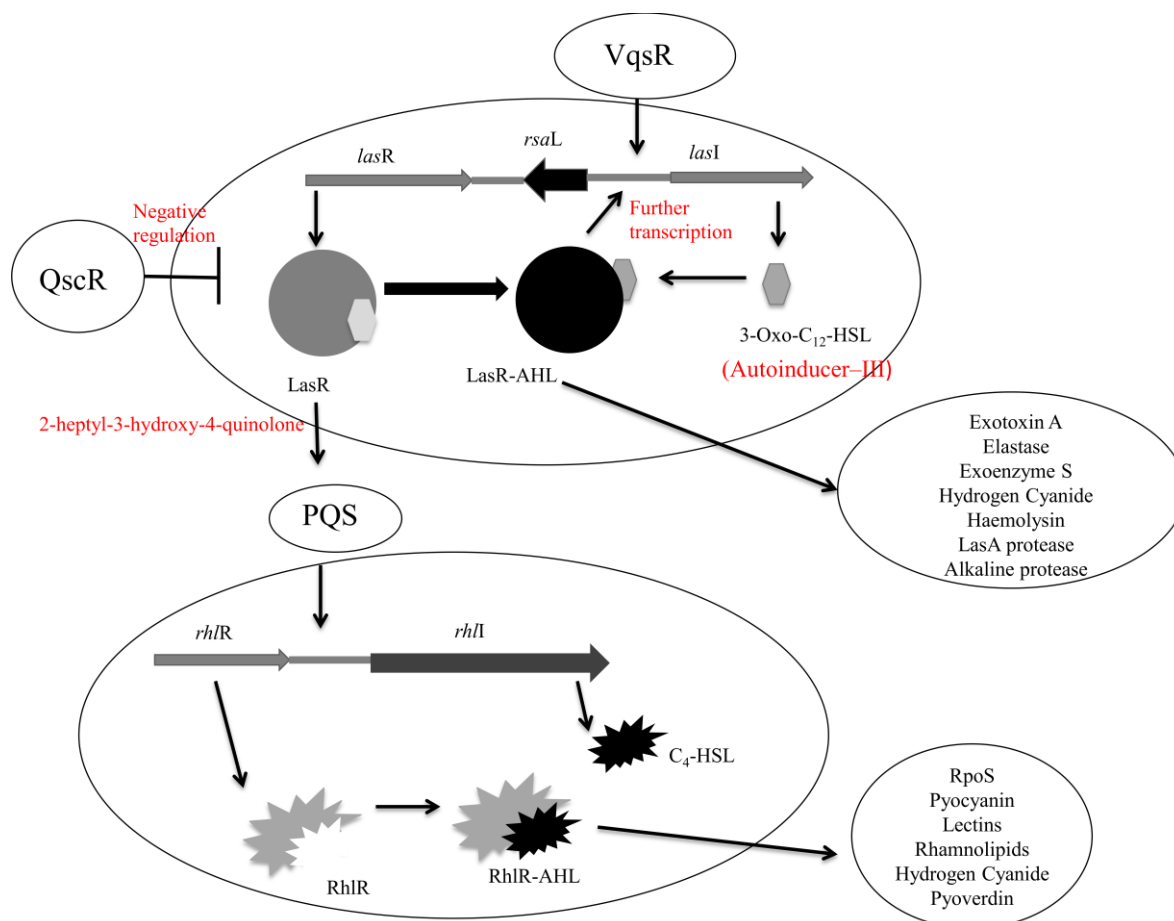 VqsR
rsaL
lasR
lasI
Negative
regulation
Further
transcription
QscR
3-Oxo-C₁₂-HSL
(Autoinducer–III)
LasR
LasR-AHL
2-heptyl-3-hydroxy-4-quinolone
Exotoxin A
Elastase
Exoenzyme S
Hydrogen Cyanide
Haemolysin
LasA protease
Alkaline protease
PQS
rhlR
rhlI
C₄-HSL
RhlR
RhlR-AHL
RpoS
Pyocyanin
Lectins
Rhamnolipids
Hydrogen Cyanide
Pyoverdin